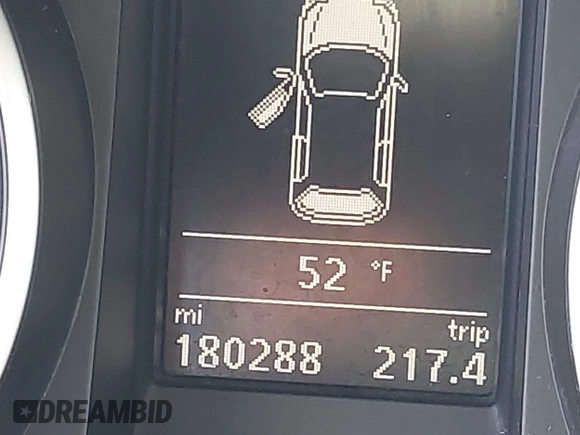 52 °F
mi trip
180288 217.4
DREAMBID